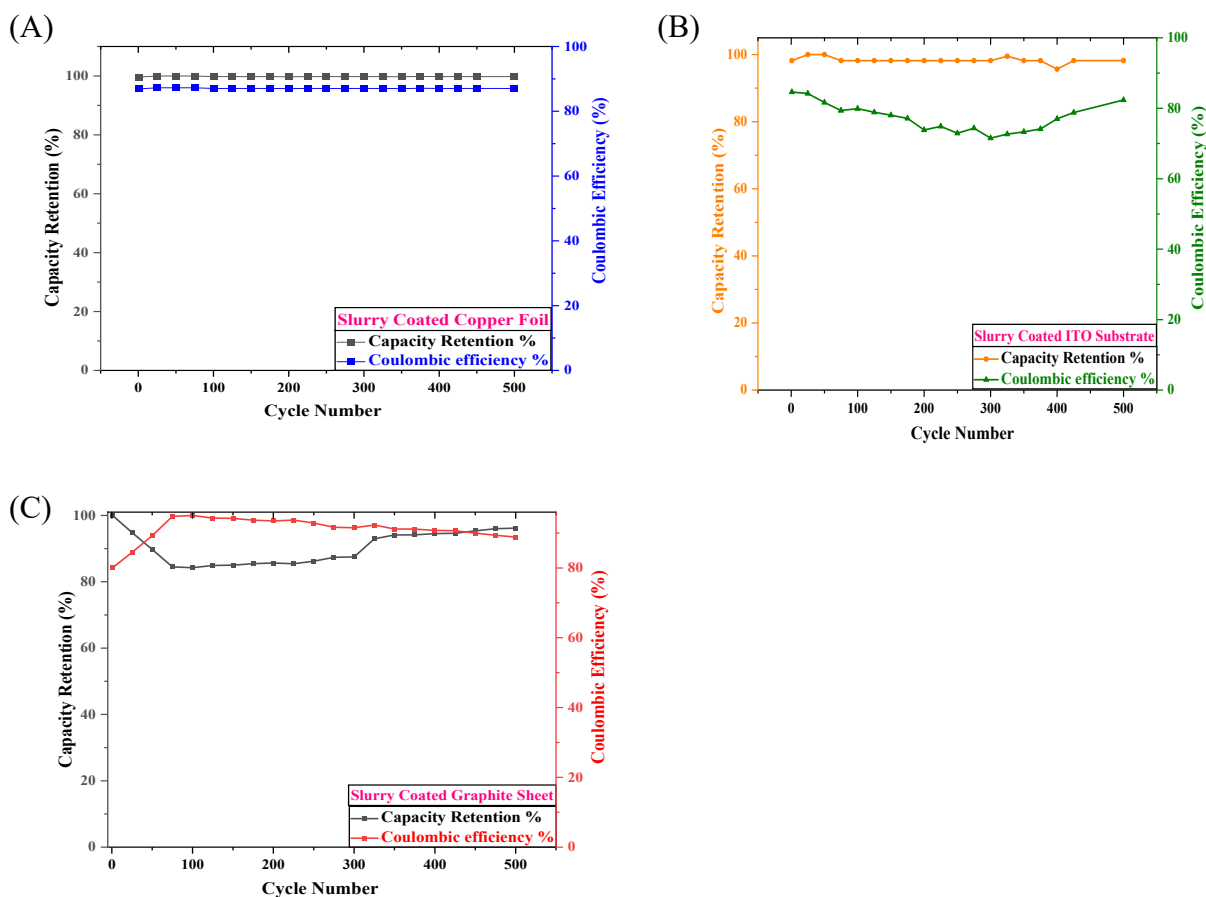 (A)
Capacity Retention (%)
100
80
60
40
20
0
Coulombic Efficiency (%)
100
80
60
40
20
0
Slurry Coated Copper Foil
Capacity Retention %
Coulombic efficiency %
0 100 200 300 400 500
Cycle Number
(B)
Capacity Retention (%)
100
80
60
40
20
0
Coulombic Efficiency (%)
100
80
60
40
20
0
Slurry Coated ITO Substrate
Capacity Retention %
Coulombic efficiency %
0 100 200 300 400 500
Cycle Number
(C)
Capacity Retention (%)
100
80
60
40
20
0
Coulombic Efficiency (%)
80
60
40
20
0
Slurry Coated Graphite Sheet
Capacity Retention %
Coulombic efficiency %
0 100 200 300 400 500
Cycle Number